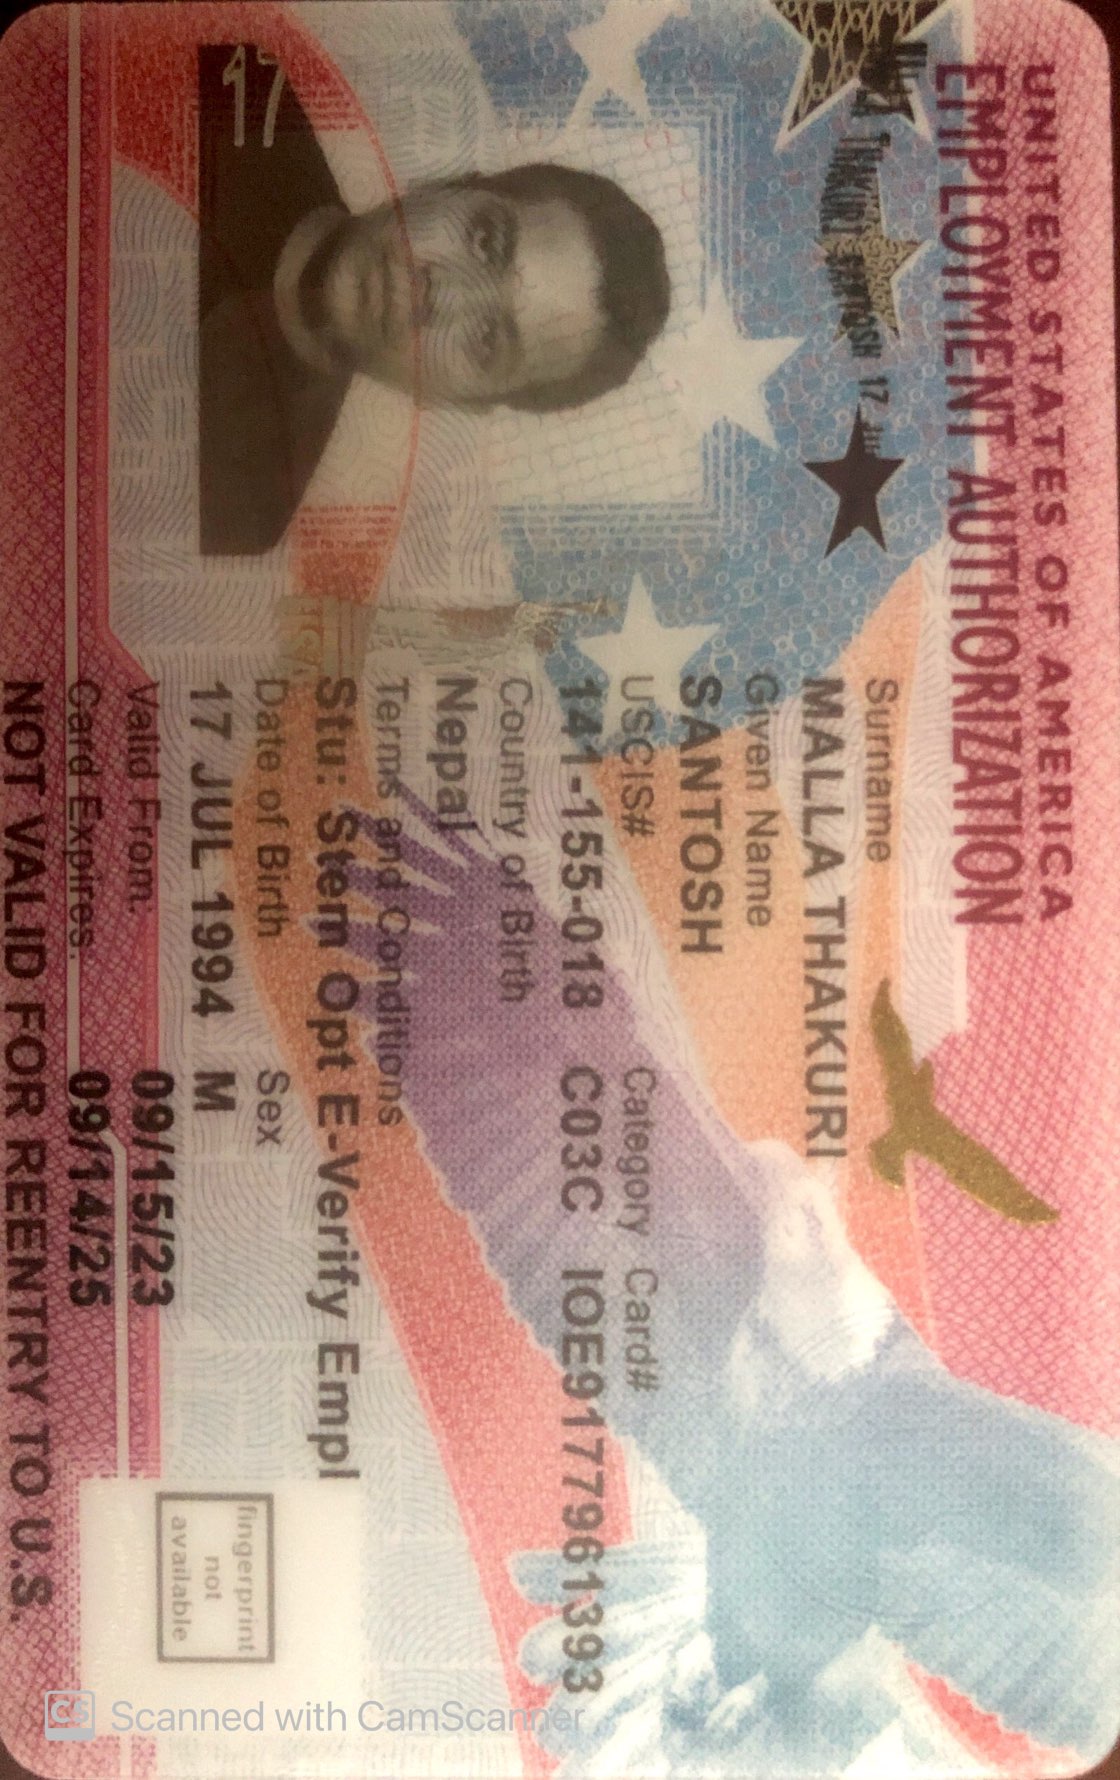 UNITED STATES OF AMERICA
EMPLOYMENT AUTHORIZATION
Surname
MALLA THAKURI
Given Name
SANTOSH
USCIS# Category Card#
141-155-018 C03C IOE9177961393
Country of Birth
Nepal
Terms and Conditions
Stu: Stem Opt E-Verify Empl
Date of Birth Sex
17 JUL 1994 M
Valid From: 09/15/23
Card Expires: 09/14/25
NOT VALID FOR REENTRY TO U.S.
fingerprint
not
available
17
SANTOSH 17
CS Scanned with CamScanner